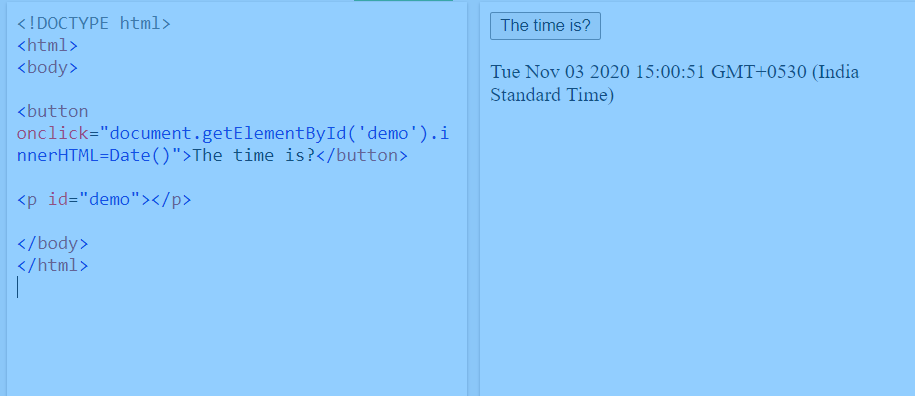 <!DOCTYPE html>
<html>
<body>
<button
onclick="document.getElementById('demo').i
nnerHTML=Date()">The time is?</button>
<p id="demo"></p>
</body>
</html>
The time is?
Tue Nov 03 2020 15:00:51 GMT+0530 (India
Standard Time)